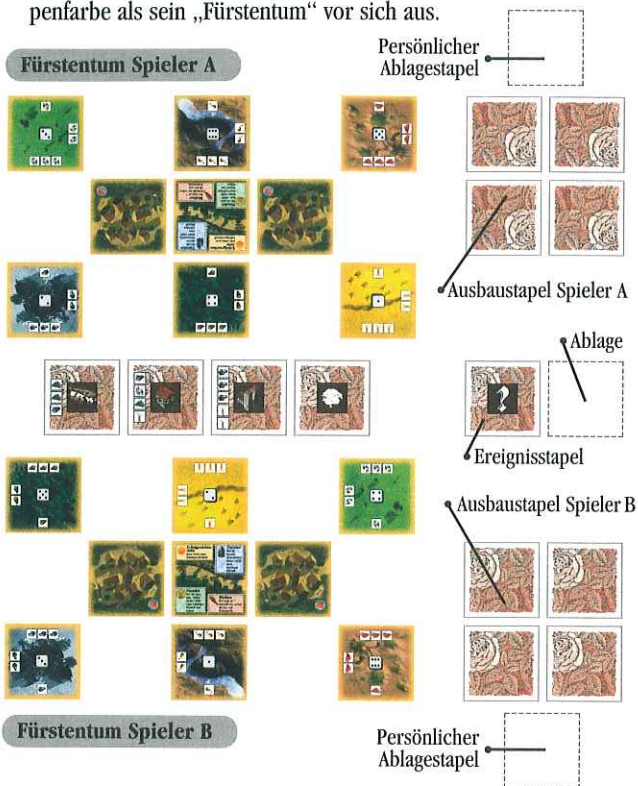 penfarbe als sein „Fürstentum“ vor sich aus.
Persönlicher
Ablagestapel
Fürstentum Spieler A
Ausbaustapel Spieler A
Ablage
Ereignisstapel
Ausbaustapel Spieler B
Fürstentum Spieler B
Persönlicher
Ablagestapel